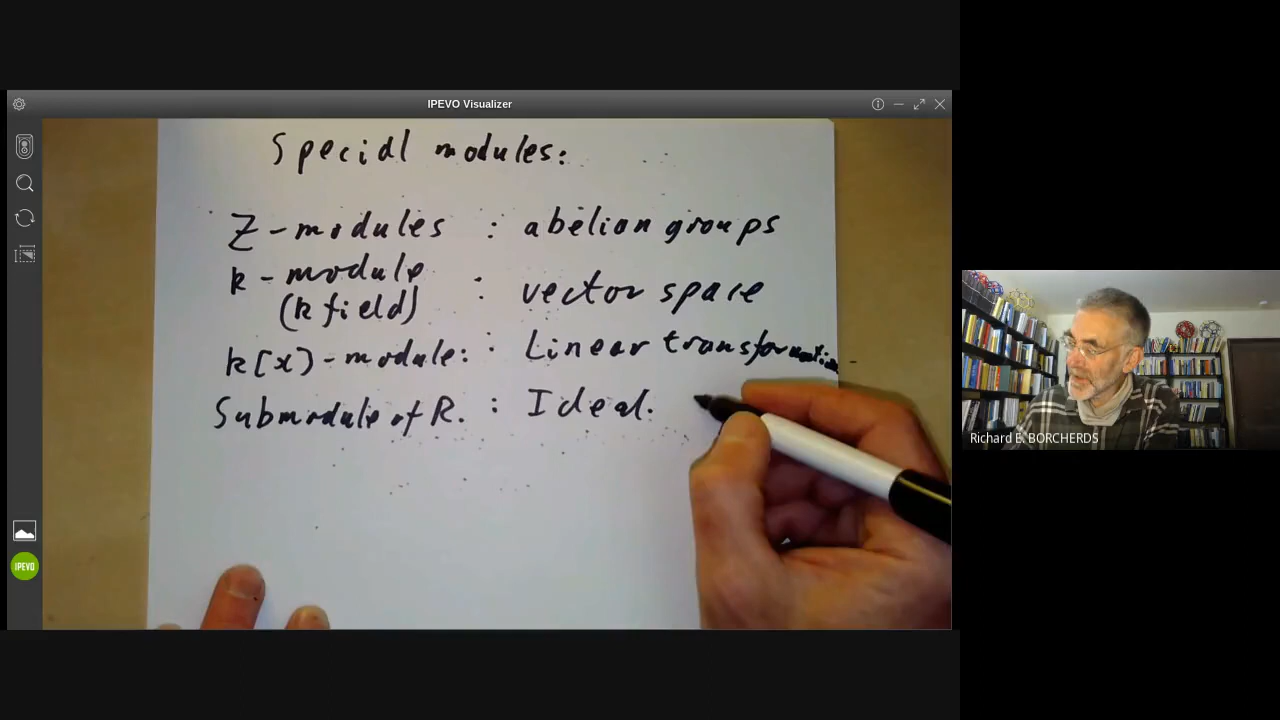 IPEVO Visualizer
Special modules:
Z-modules : abelian groups
k-module : vector space
(k field)
k[x]-module: : Linear transformation
Submodule of R. : Ideal.
IPEVO
Richard E. BORCHERDS